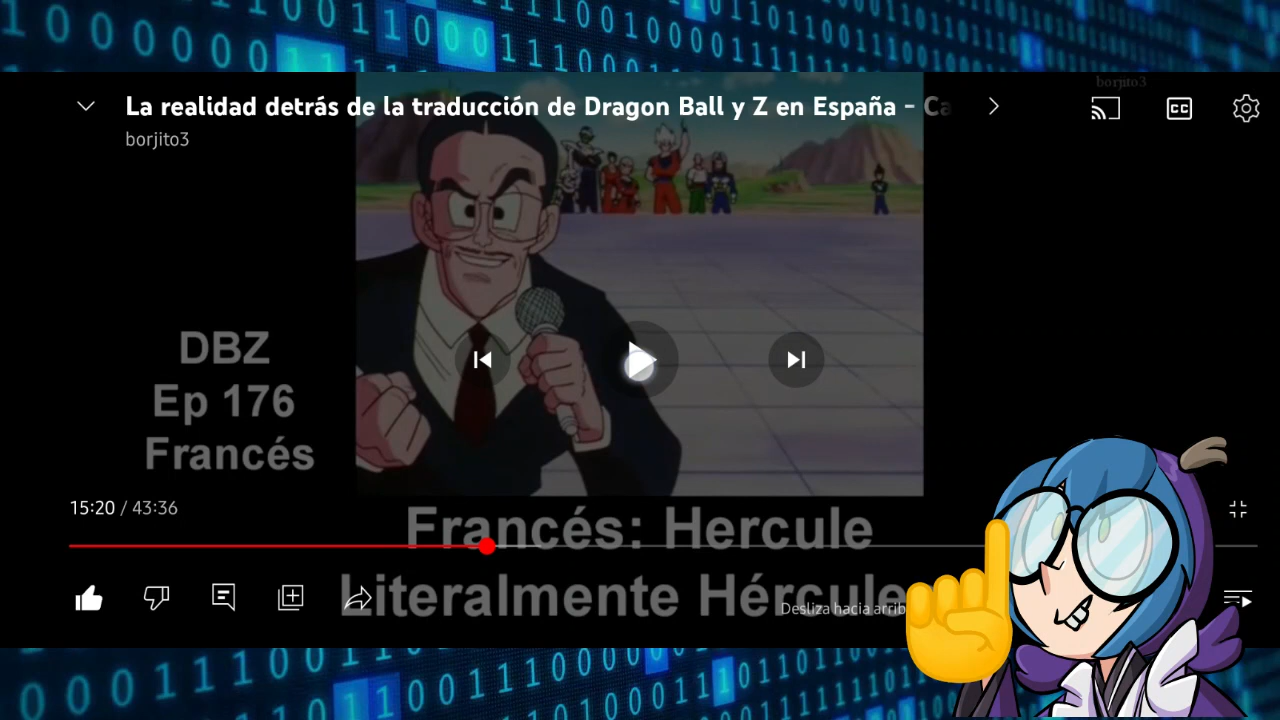 borjito3
La realidad detrás de la traducción de Dragon Ball y Z en España - Ca
CC
borjito3
DBZ
Ep 176
Francés
15:20 / 43:36
Francés: Hercule
Literalmente Hércule
Desliza hacia arrib